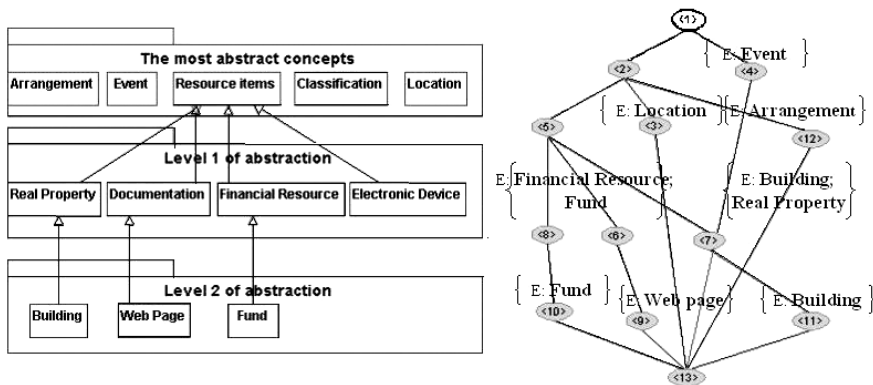 The most abstract concepts
Arrangement Event Resource items Classification Location
Level 1 of abstraction
Real Property Documentation Financial Resource Electronic Device
Level 2 of abstraction
Building Web Page Fund
<1>
{ E: Event }
<2> <4>
{ E: Location } { E: Arrangement }
<5> <3> <12>
{ E: Financial Resource; Fund }
{ E: Building; Real Property }
<8> <6> <7>
{ E: Fund } { E: Web page } { E: Building }
<10> <9> <11>
<13>